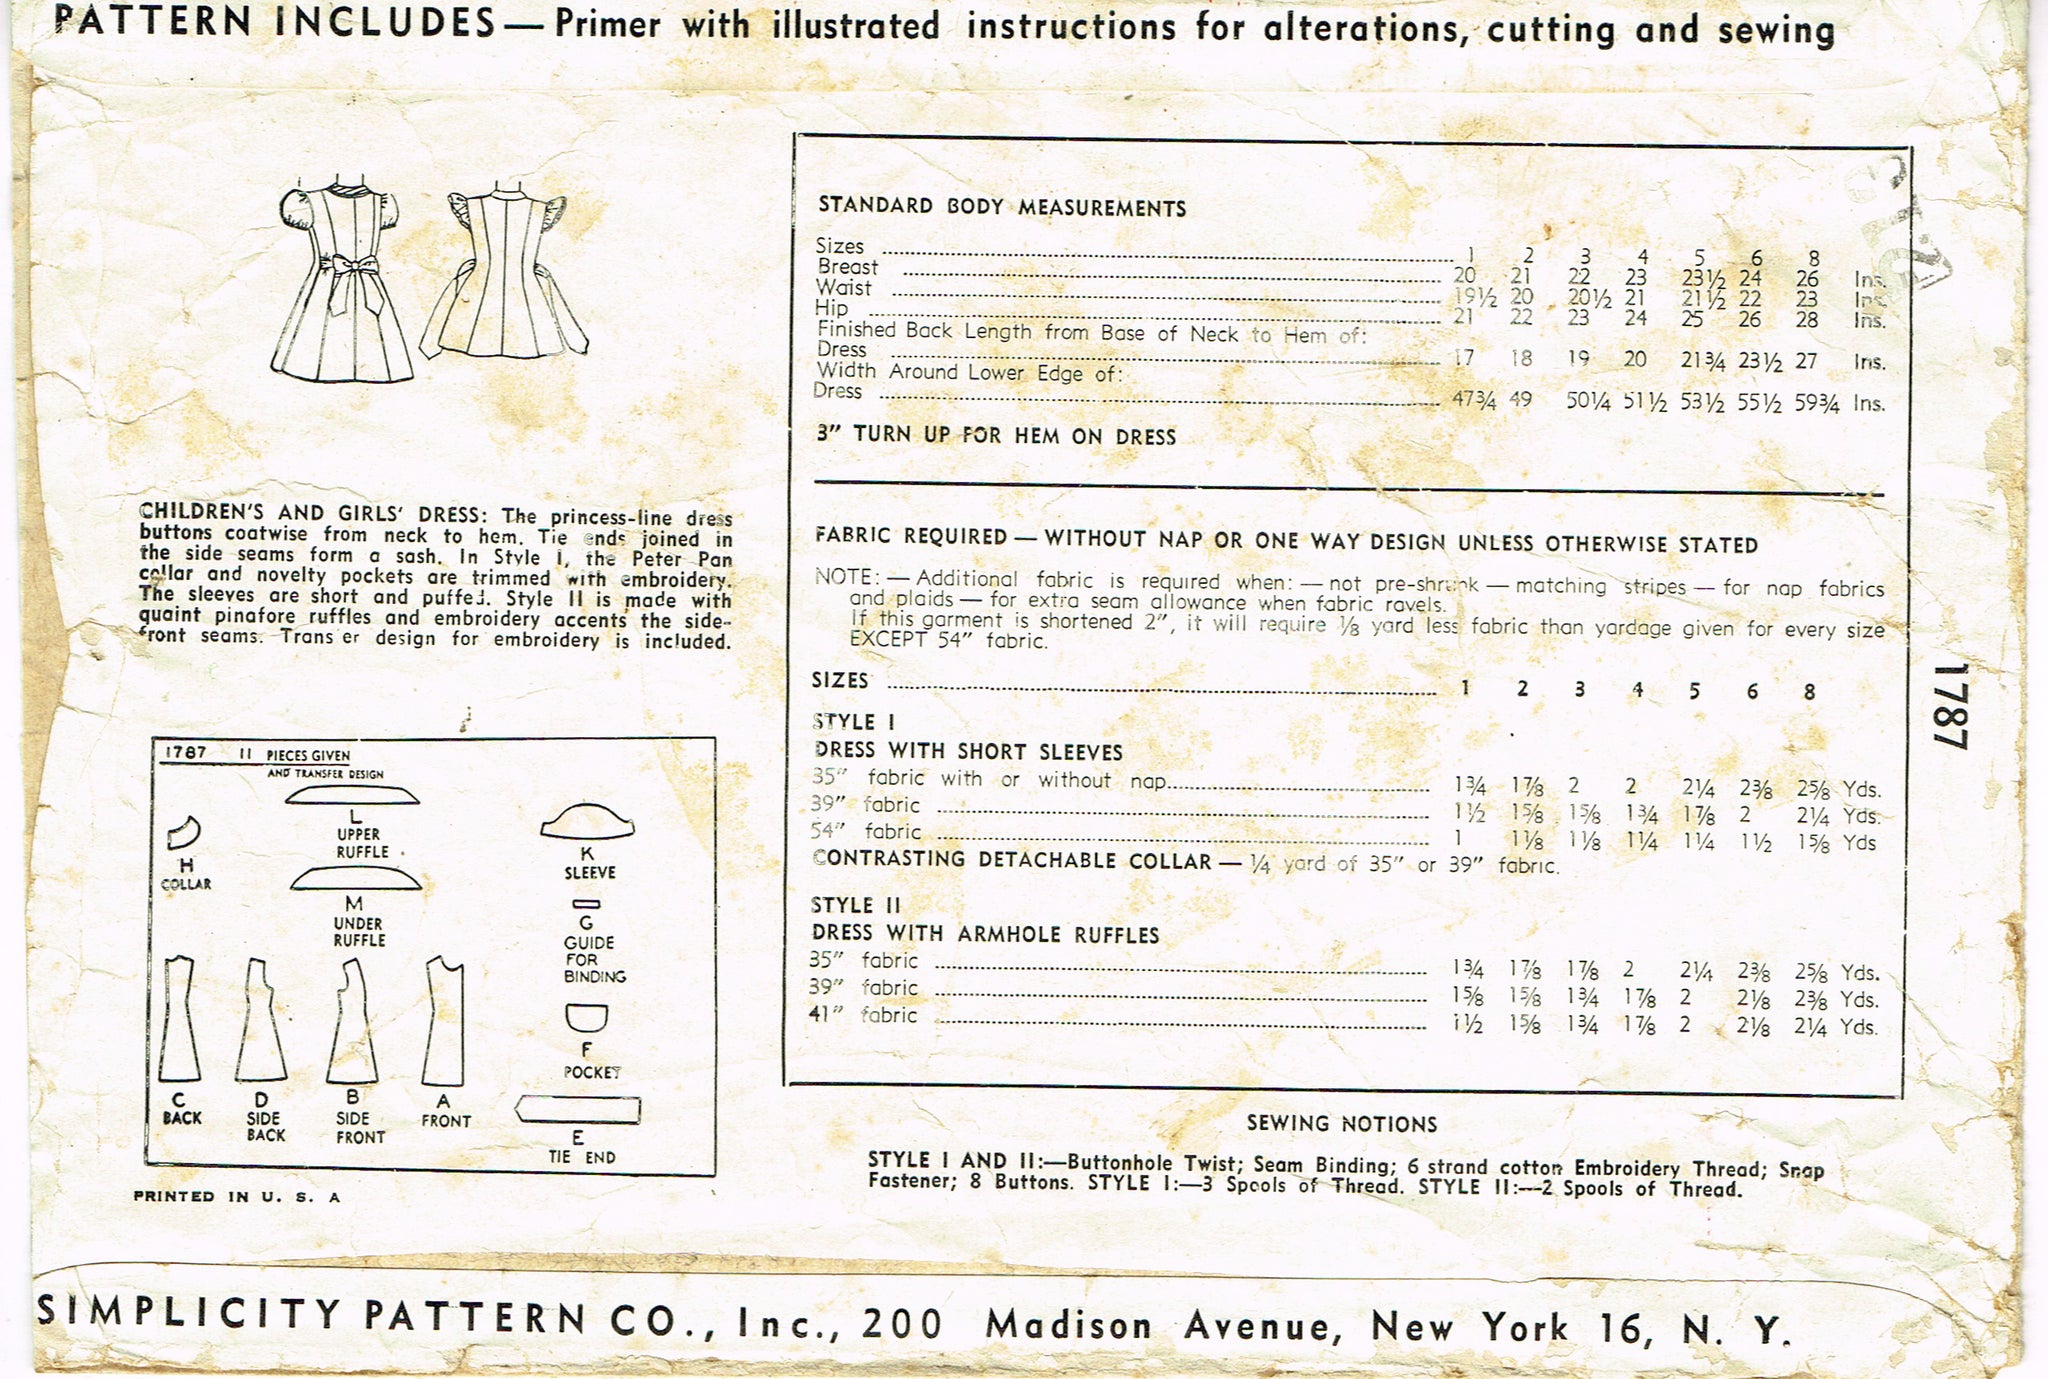 PATTERN INCLUDES — Primer with illustrated instructions for alterations, cutting and sewing
CHILDREN'S AND GIRLS' DRESS: The princess-line dress
buttons coatwise from neck to hem. Tie ends joined in
the side seams form a sash. In Style I, the Peter Pan
collar and novelty pockets are trimmed with embroidery.
The sleeves are short and puffed. Style II is made with
quaint pinafore ruffles and embroidery accents the side-
front seams. Transfer design for embroidery is included.
1787 11 PIECES GIVEN
AND TRANSFER DESIGN
L
UPPER
RUFFLE
H
COLLAR
K
SLEEVE
M
UNDER
RUFFLE
G
GUIDE
FOR
BINDING
F
POCKET
C
BACK
D
SIDE
BACK
B
SIDE
FRONT
A
FRONT
E
TIE END
PRINTED IN U. S. A
STANDARD BODY MEASUREMENTS
Sizes 1 2 3 4 5 6 8
Breast 20 21 22 23 23½ 24 26 Ins.
Waist 19½ 20 20½ 21 21½ 22 23 Ins.
Hip 21 22 23 24 25 26 28 Ins.
Finished Back Length from Base of Neck to Hem of:
Dress 17 18 19 20 21¾ 23½ 27 Ins.
Width Around Lower Edge of:
Dress 47¾ 49 50¼ 51½ 53½ 55½ 59¾ Ins.
3" TURN UP FOR HEM ON DRESS
FABRIC REQUIRED — WITHOUT NAP OR ONE WAY DESIGN UNLESS OTHERWISE STATED
NOTE: — Additional fabric is required when: — not pre-shrunk — matching stripes — for nap fabrics
and plaids — for extra seam allowance when fabric ravels.
If this garment is shortened 2", it will require ⅛ yard less fabric than yardage given for every size
EXCEPT 54" fabric.
SIZES 1 2 3 4 5 6 8
STYLE I
DRESS WITH SHORT SLEEVES
35" fabric with or without nap 1¾ 1⅞ 2 2 2¼ 2⅜ 2⅝ Yds.
39" fabric 1½ 1⅝ 1⅝ 1¾ 1⅞ 2 2¼ Yds.
54" fabric 1 1⅛ 1⅛ 1¼ 1¼ 1½ 1⅝ Yds
CONTRASTING DETACHABLE COLLAR — ¼ yard of 35" or 39" fabric.
STYLE II
DRESS WITH ARMHOLE RUFFLES
35" fabric 1¾ 1⅞ 1⅞ 2 2¼ 2⅜ 2⅝ Yds.
39" fabric 1⅝ 1⅝ 1¾ 1⅞ 2 2⅛ 2⅜ Yds.
41" fabric 1½ 1⅝ 1¾ 1⅞ 2 2⅛ 2¼ Yds.
1787
SEWING NOTIONS
STYLE I AND II:—Buttonhole Twist; Seam Binding; 6 strand cotton Embroidery Thread; Snap
Fastener; 8 Buttons. STYLE I:—3 Spools of Thread. STYLE II:—2 Spools of Thread.
SIMPLICITY PATTERN CO., Inc., 200 Madison Avenue, New York 16, N. Y.